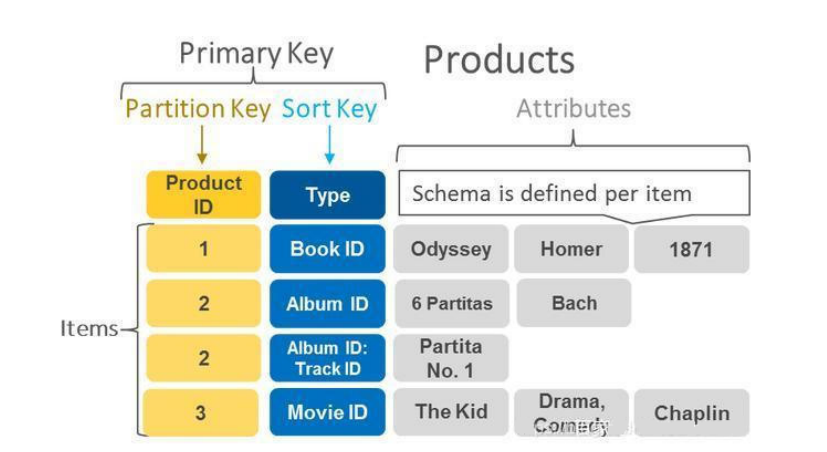 Primary Key
Products
Partition Key Sort Key
Attributes
Product
ID
Type
Schema is defined per item
Items
1
Book ID
Odyssey
Homer
1871
2
Album ID
6 Partitas
Bach
2
Album ID:
Track ID
Partita
No. 1
3
Movie ID
The Kid
Drama,
Comedy
Chaplin